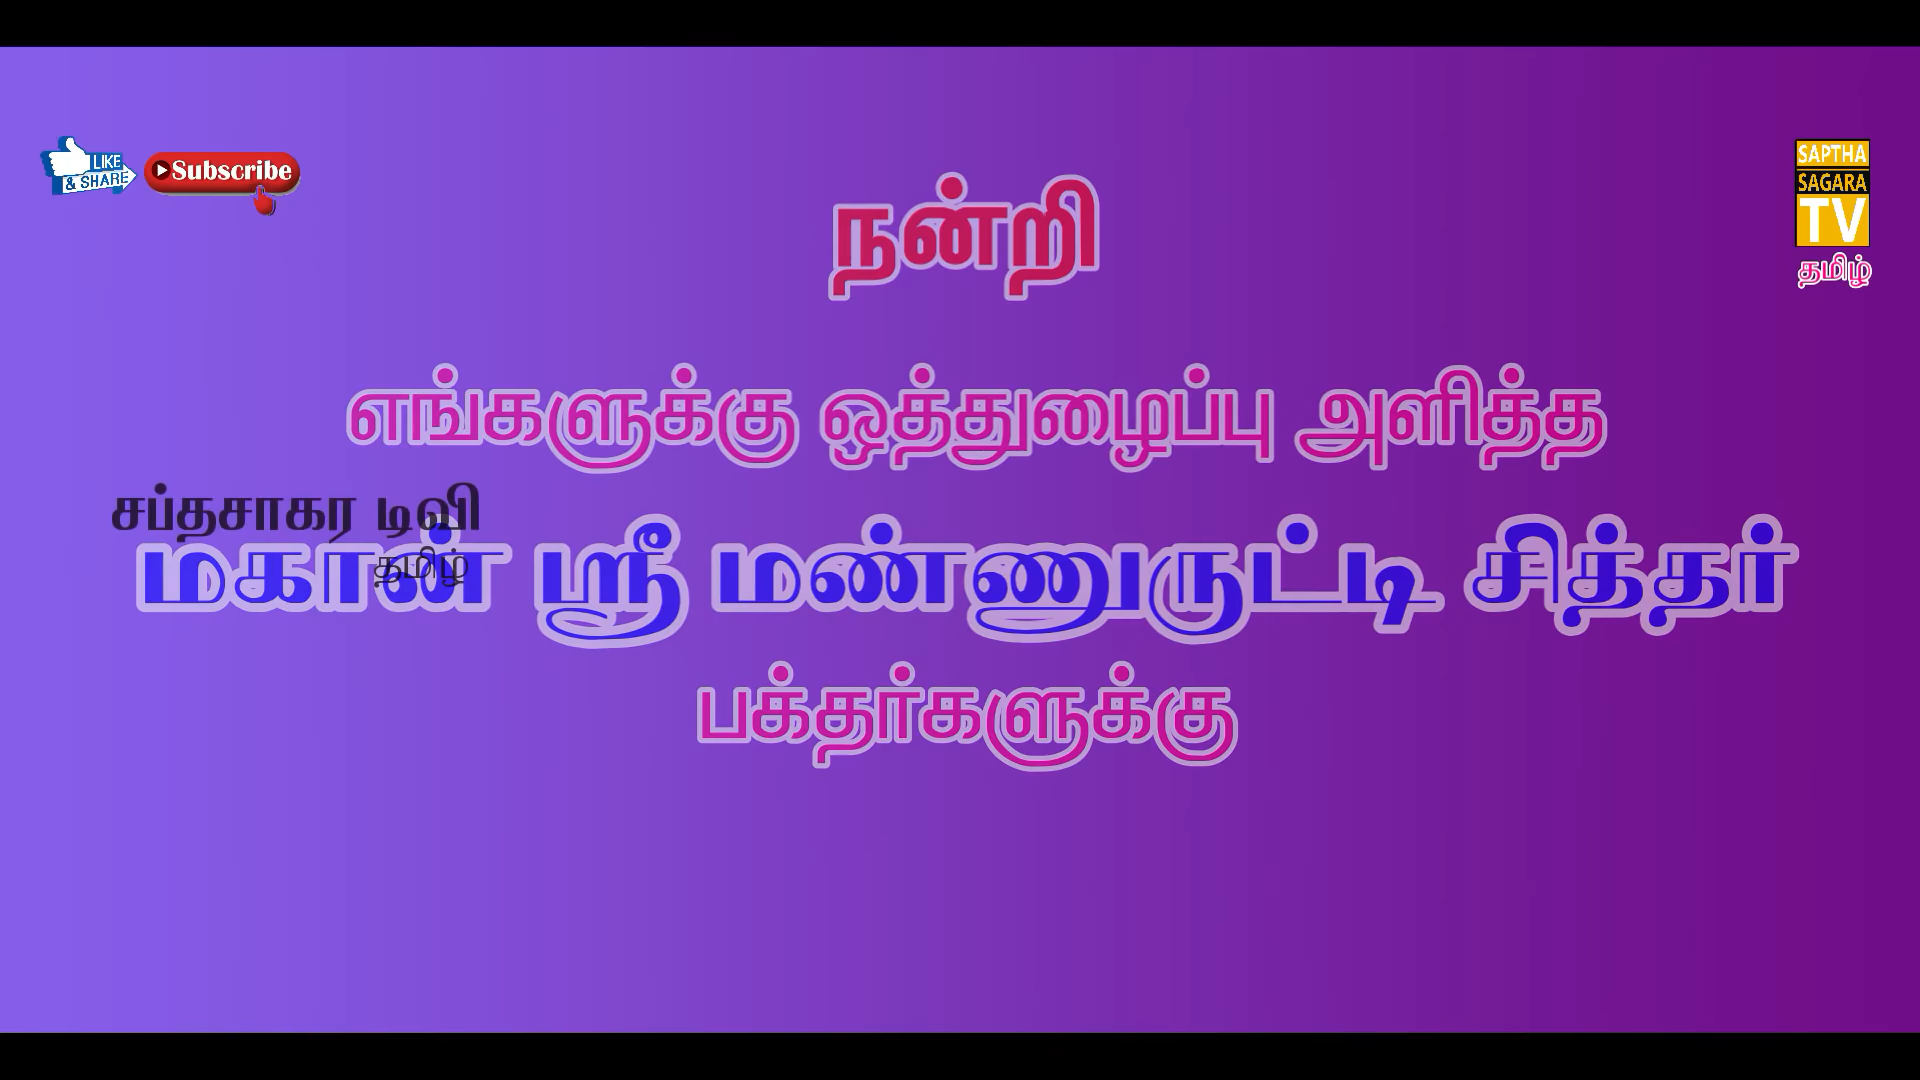 LIKE
& SHARE
Subscribe
SAPTHA
SAGARA
TV
தமிழ்
நன்றி
எங்களுக்கு ஒத்துழைப்பு அளித்த
சப்தசாகர டிவி
தமிழ்
மகான் ஸ்ரீ மண்ணுருட்டி சித்தர்
பக்தர்களுக்கு